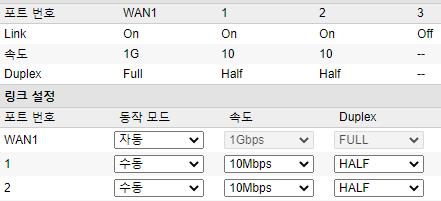 포트 번호 WAN1 1 2 3
Link On On On Off
속도 1G 10 10 --
Duplex Full Half Half --
링크 설정
포트 번호 동작 모드 속도 Duplex
WAN1 자동 1Gbps FULL
1 수동 10Mbps HALF
2 수동 10Mbps HALF